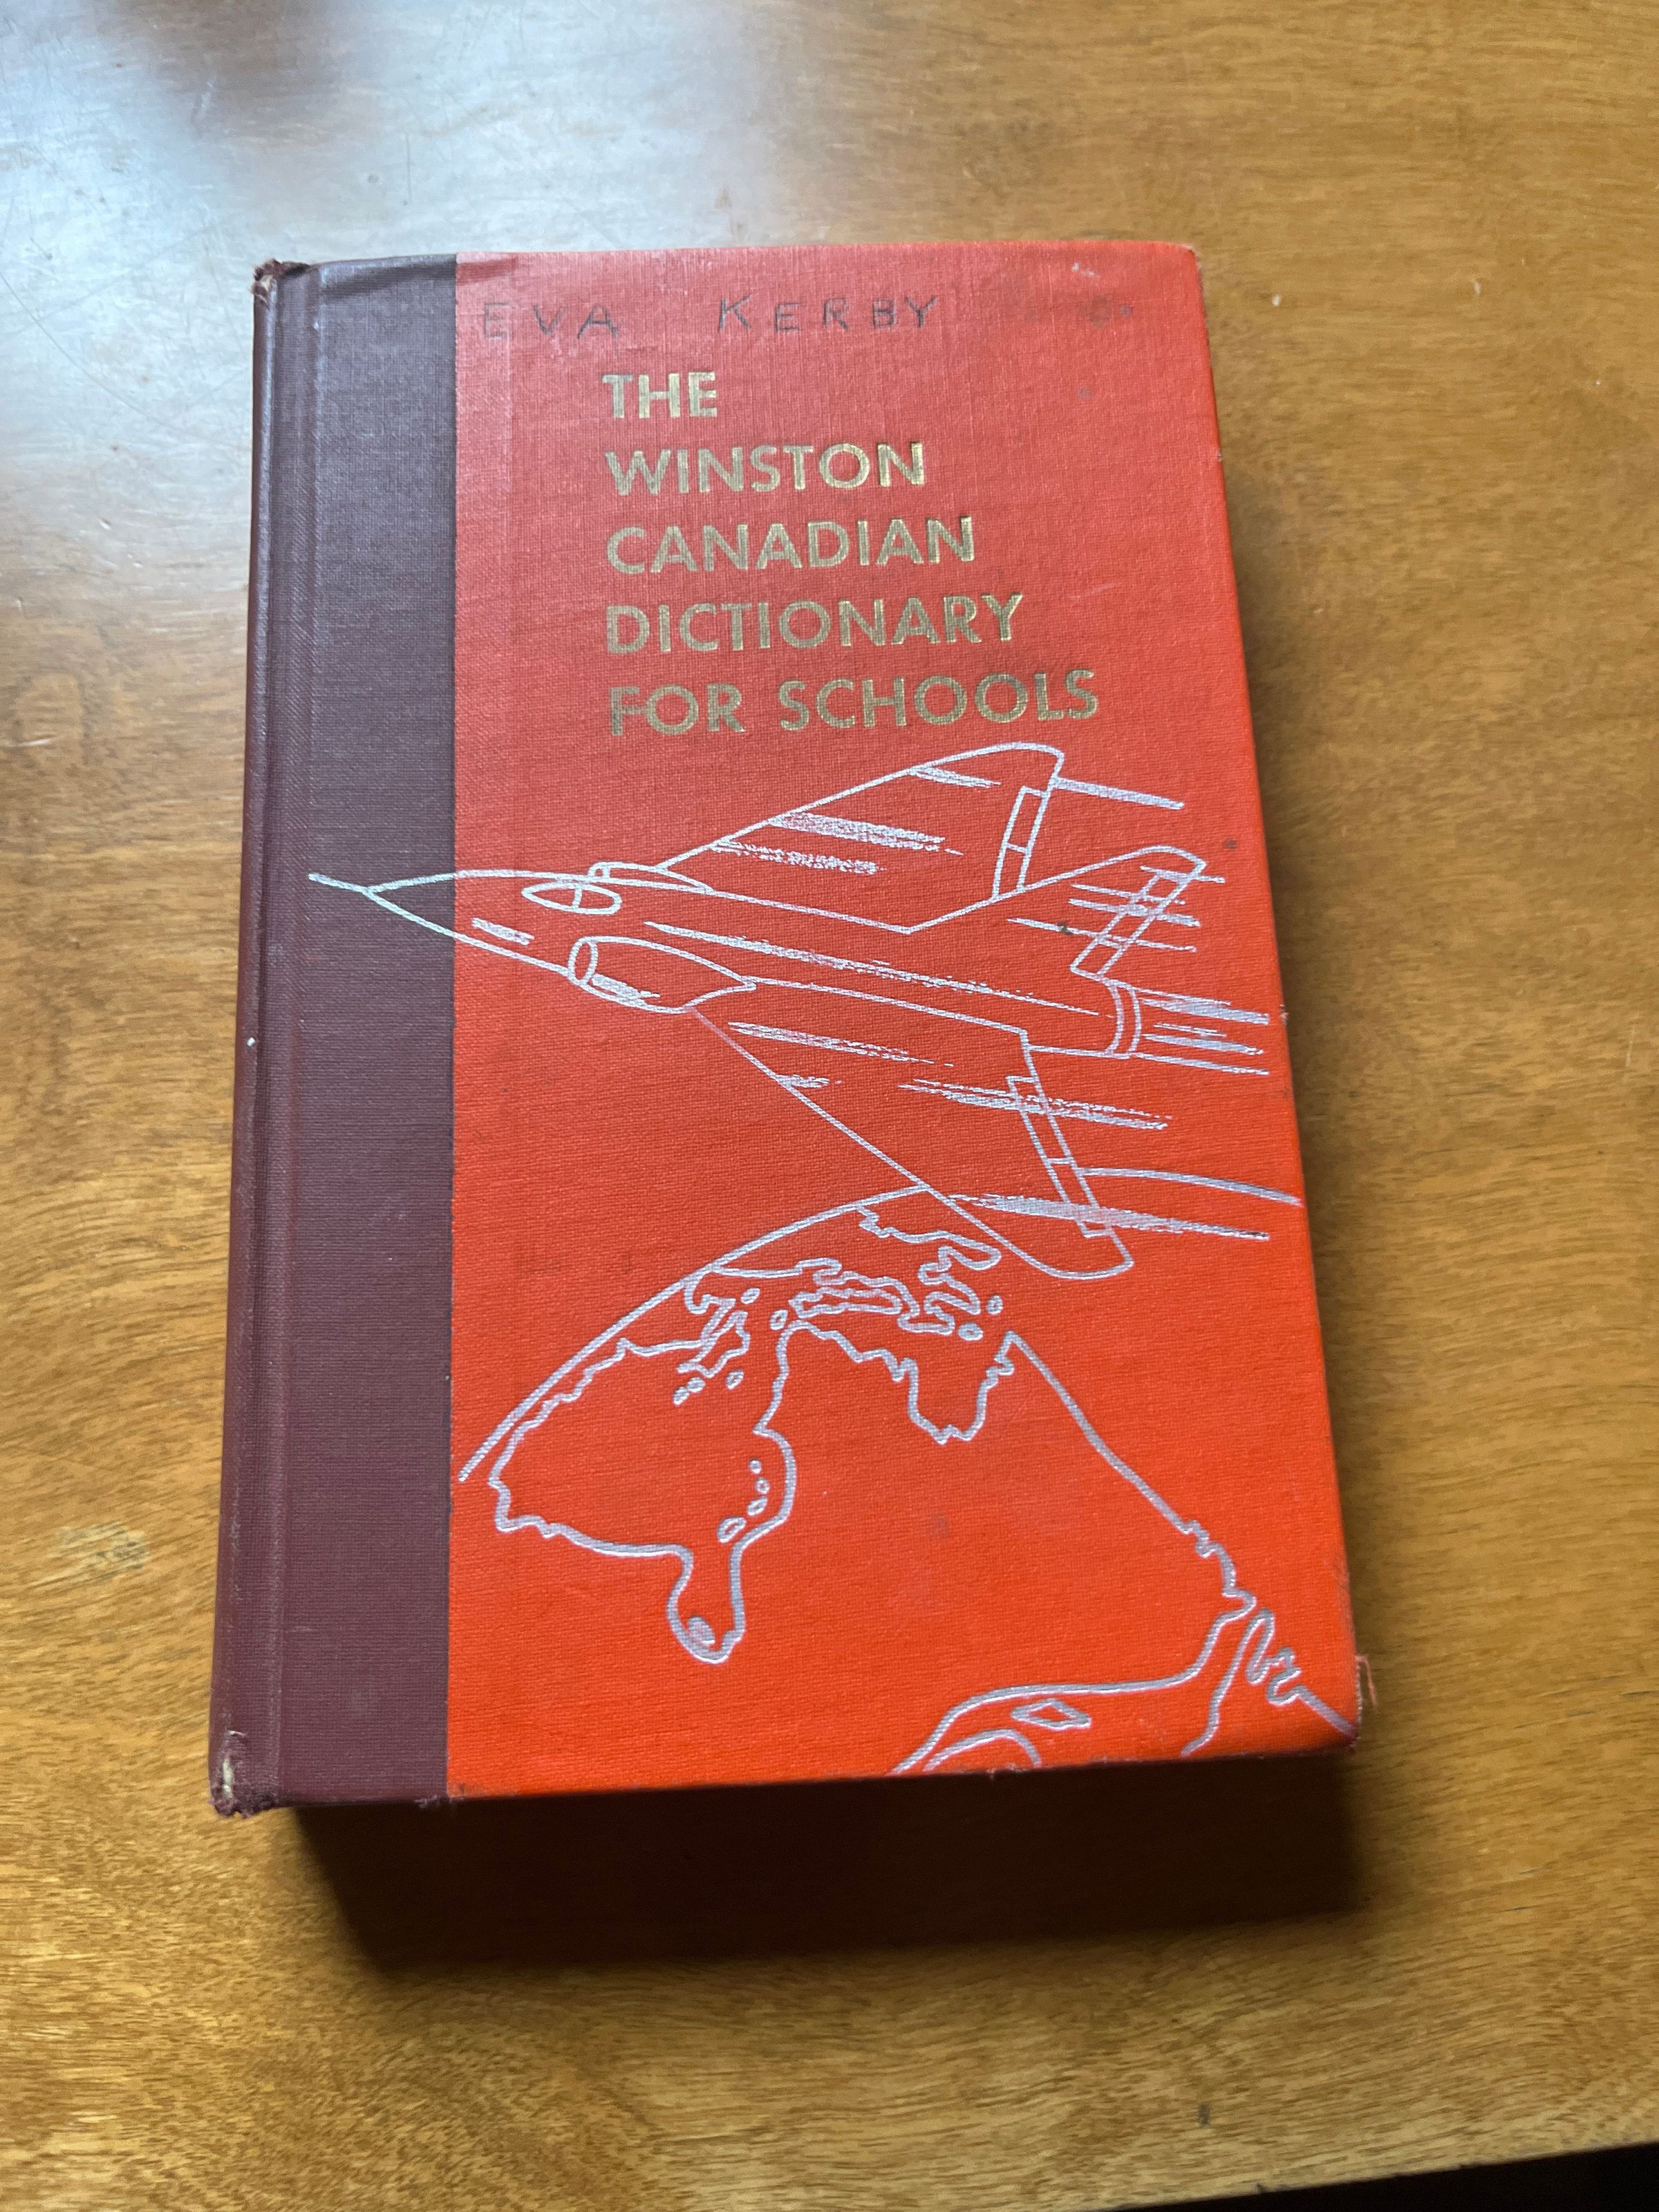 EVA KERBY
THE
WINSTON
CANADIAN
DICTIONARY
FOR SCHOOLS